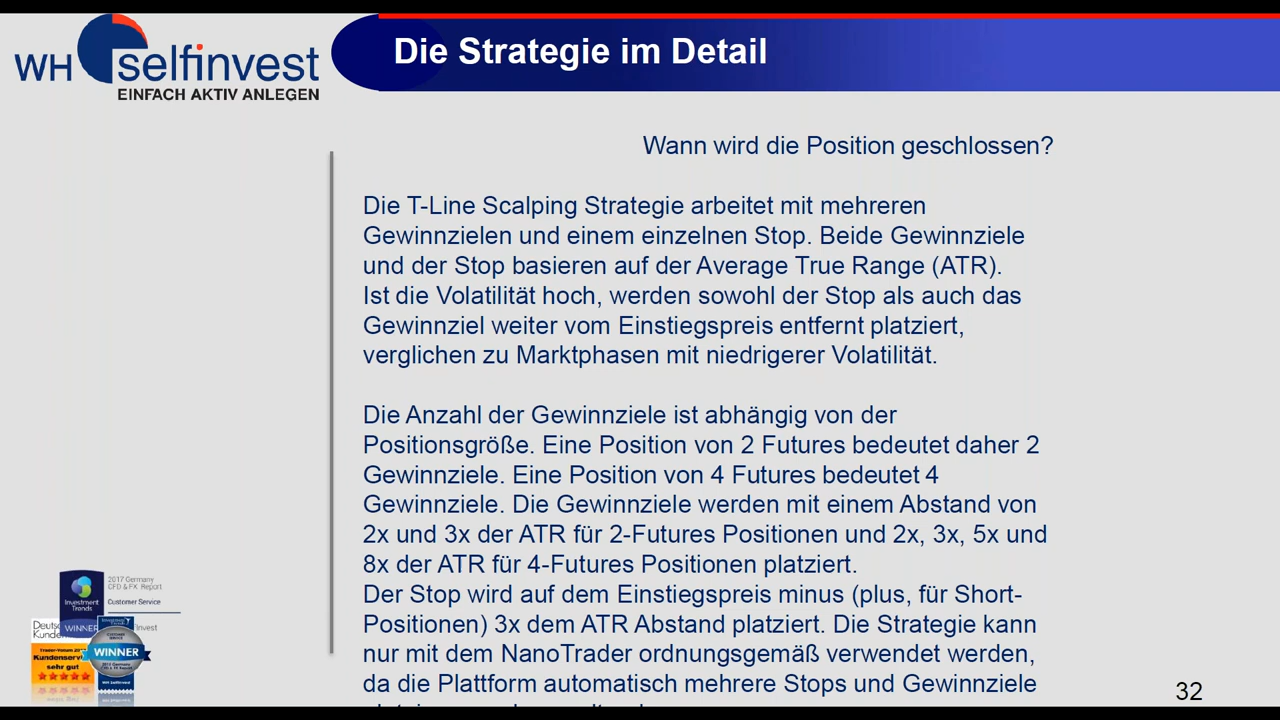 WH selfinvest
EINFACH AKTIV ANLEGEN
Die Strategie im Detail
Wann wird die Position geschlossen?
Die T-Line Scalping Strategie arbeitet mit mehreren
Gewinnzielen und einem einzelnen Stop. Beide Gewinnziele
und der Stop basieren auf der Average True Range (ATR).
Ist die Volatilität hoch, werden sowohl der Stop als auch das
Gewinnziel weiter vom Einstiegspreis entfernt platziert,
verglichen zu Marktphasen mit niedrigerer Volatilität.
Die Anzahl der Gewinnziele ist abhängig von der
Positionsgröße. Eine Position von 2 Futures bedeutet daher 2
Gewinnziele. Eine Position von 4 Futures bedeutet 4
Gewinnziele. Die Gewinnziele werden mit einem Abstand von
2x und 3x der ATR für 2-Futures Positionen und 2x, 3x, 5x und
8x der ATR für 4-Futures Positionen platziert.
Der Stop wird auf dem Einstiegspreis minus (plus, für Short-
Positionen) 3x dem ATR Abstand platziert. Die Strategie kann
nur mit dem NanoTrader ordnungsgemäß verwendet werden,
da die Plattform automatisch mehrere Stops und Gewinnziele
2017 Germany
CFD & FX Report
Customer Service
Investment
Trends
WINNER
Kundenservice
sehr gut
WINNER
WH Selfinvest
32